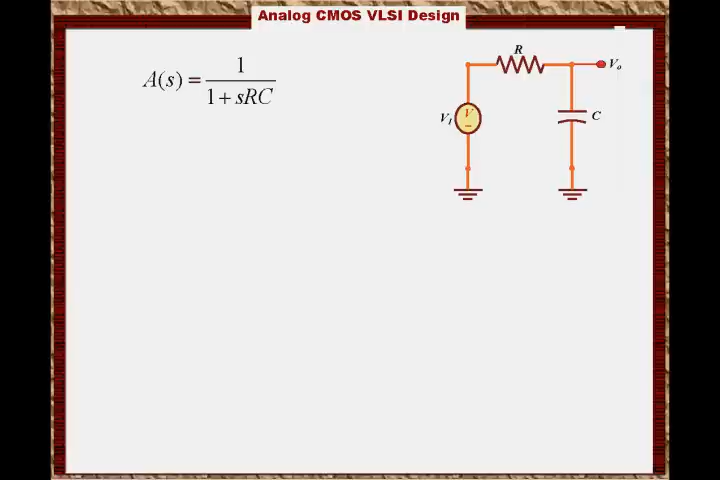 Analog CMOS VLSI Design
A(s) = 1 / (1 + sRC)
R
Vo
VI
V
C